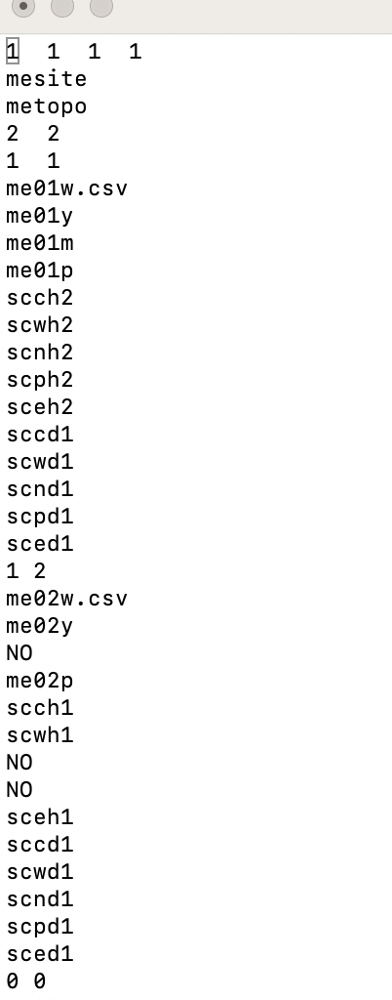 1  1  1  1
mesite
metopo
2  2
1  1
me01w.csv
me01y
me01m
me01p
scch2
scwh2
scnh2
scph2
sceh2
sccd1
scwd1
scnd1
scpd1
sced1
1 2
me02w.csv
me02y
NO
me02p
scch1
scwh1
NO
NO
sceh1
sccd1
scwd1
scnd1
scpd1
sced1
0 0